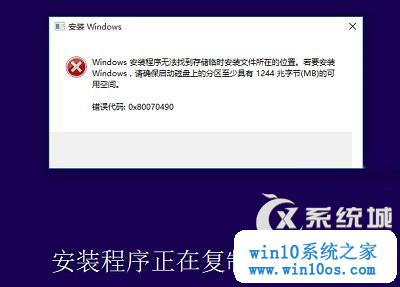 安装 Windows
Windows 安装程序无法找到存储临时安装文件所在的位置。若要安装
Windows，请确保启动磁盘上的分区至少具有 1244 兆字节(MB)的可
用空间。
错误代码: 0x80070490
系统城
安装程序正在复制
win10系统之家
www.win10os.com